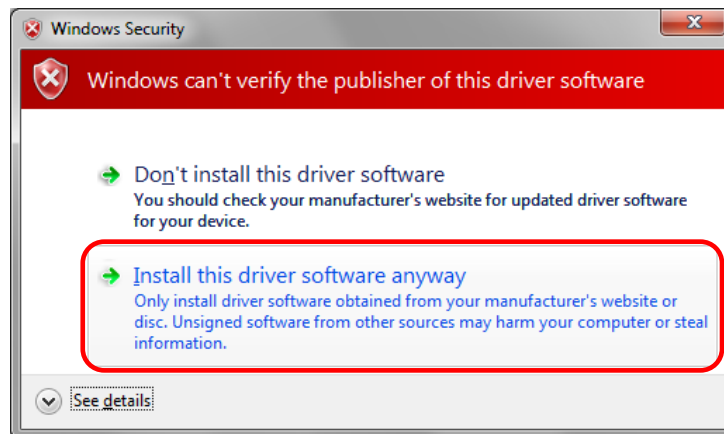 Windows Security
Windows can't verify the publisher of this driver software
Don't install this driver software
You should check your manufacturer's website for updated driver software
for your device.
Install this driver software anyway
Only install driver software obtained from your manufacturer's website or
disc. Unsigned software from other sources may harm your computer or steal
information.
See details